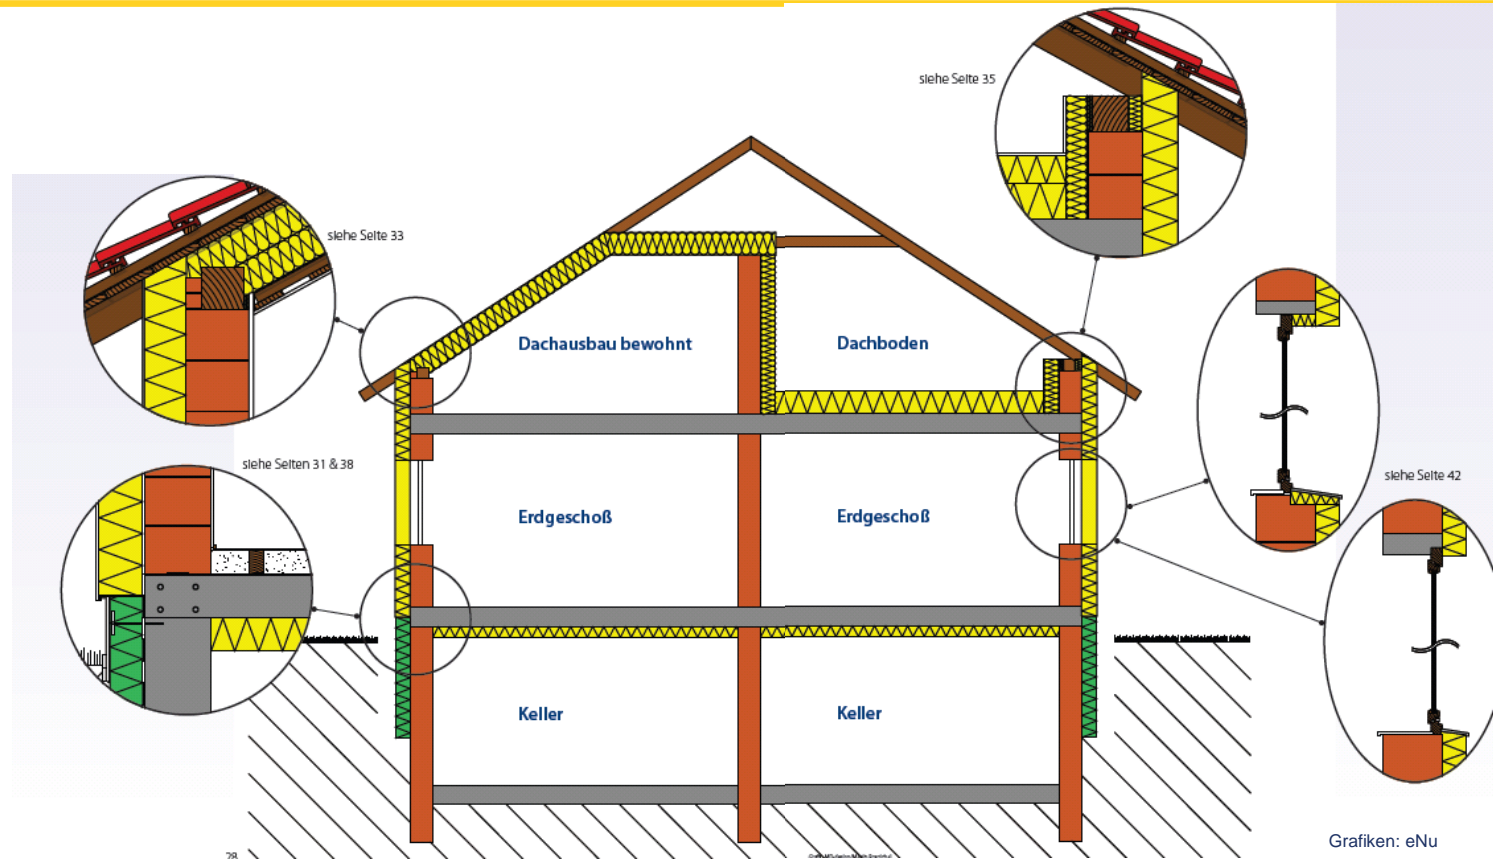 siehe Seite 35
siehe Seite 33
Dachausbau bewohnt
Dachboden
siehe Seiten 31 & 38
siehe Seite 42
Erdgeschoß
Erdgeschoß
Keller
Keller
Grafiken: eNu
28